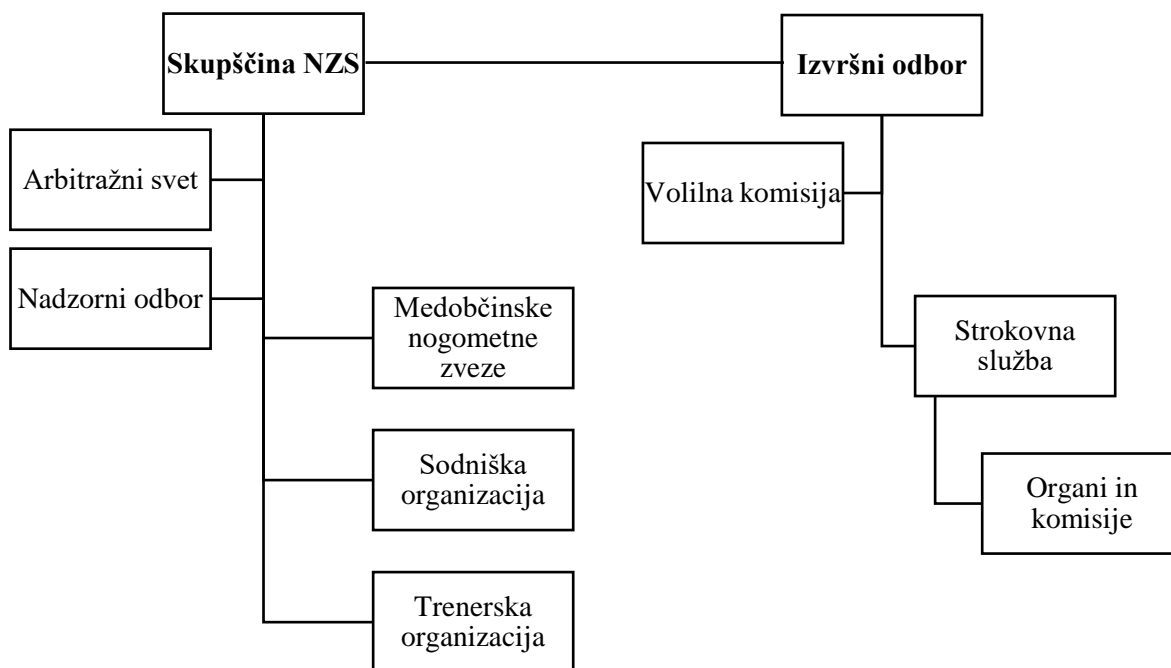 Skupščina NZS
Izvršni odbor
Arbitražni svet
Volilna komisija
Nadzorni odbor
Medobčinske
nogometne
zveze
Strokovna
služba
Sodniška
organizacija
Organi in
komisije
Trenerska
organizacija